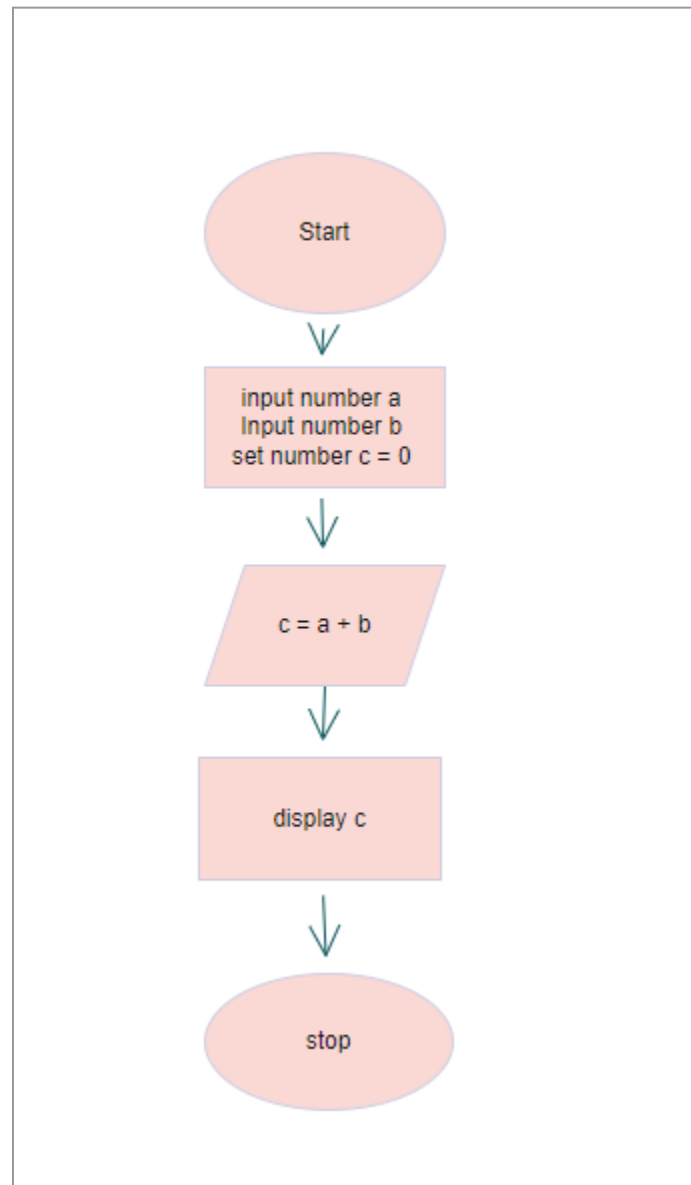 Start
input number a
Input number b
set number c = 0
c = a + b
display c
stop